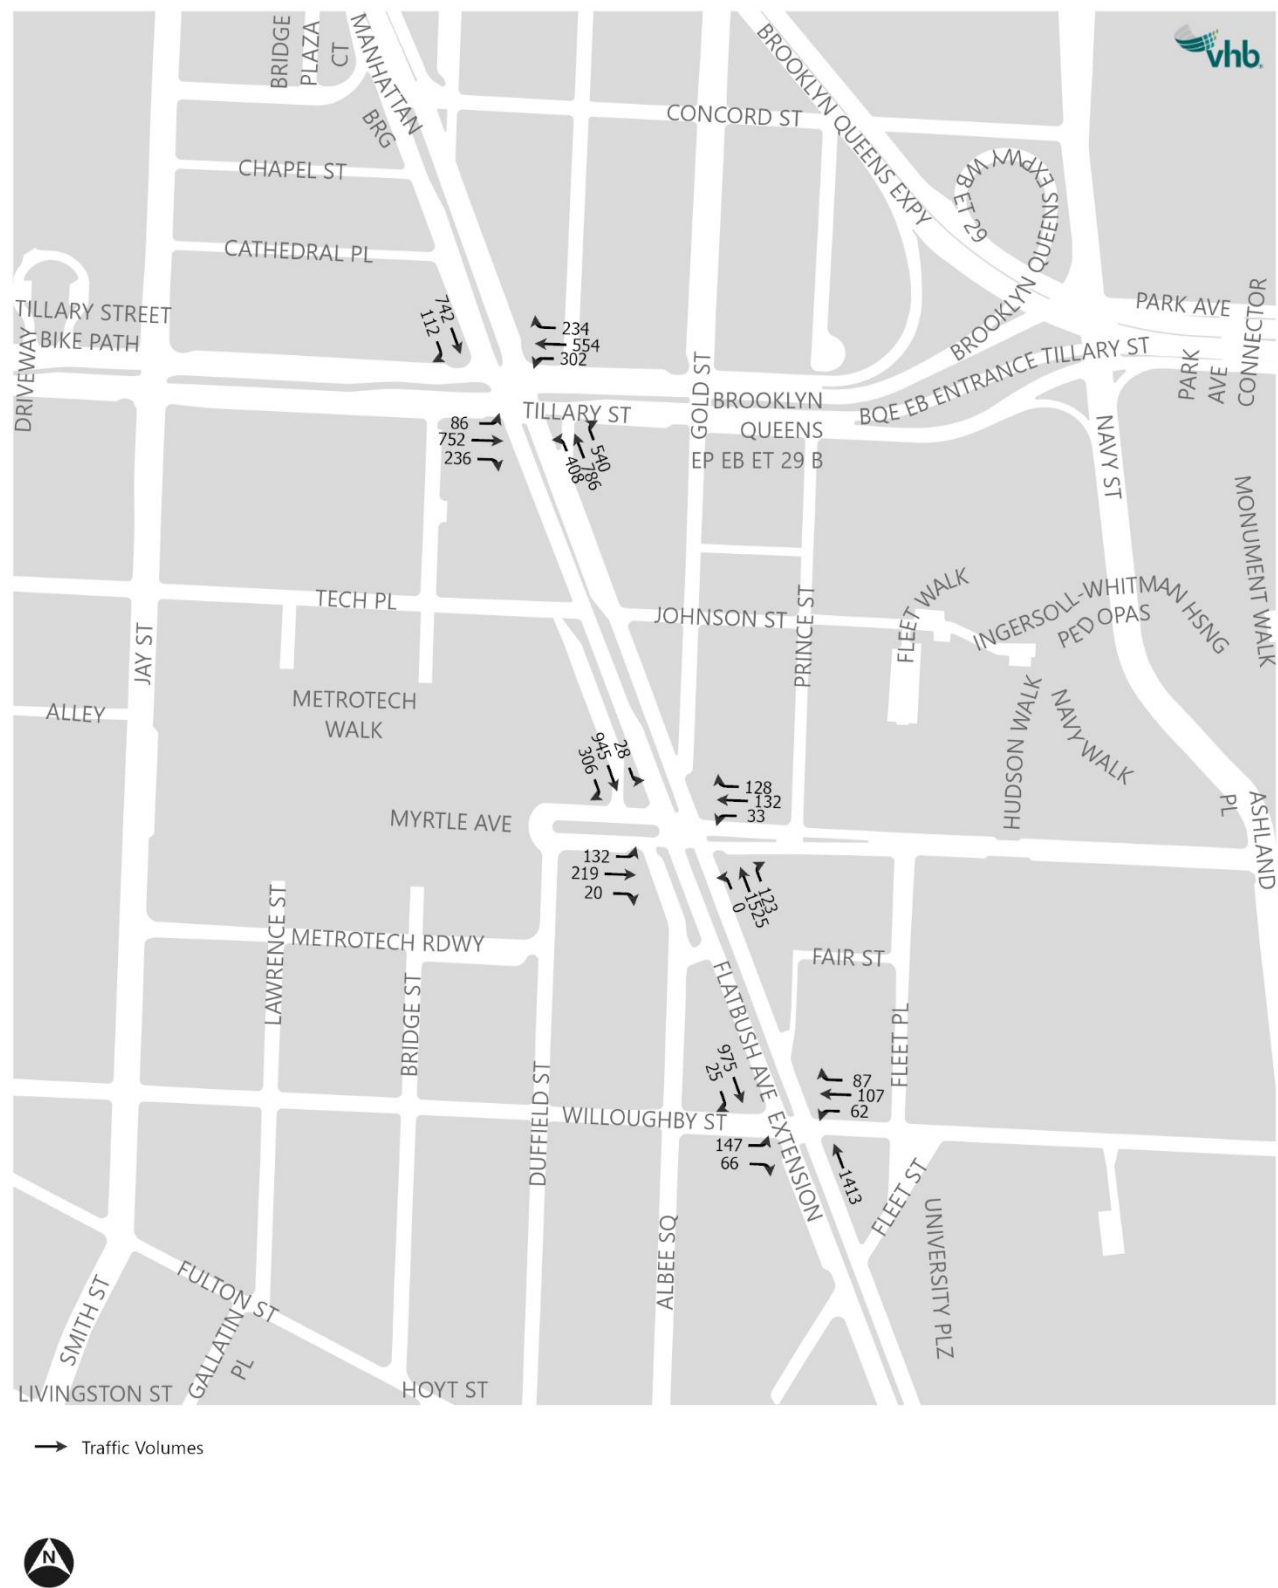 BRIDGE
PLAZA
CT
MANHATTAN
BRG
BROOKLYN QUEENS EXPY
vhb
CONCORD ST
CHAPEL ST
BROOKLYN QUEENS EXPWY WB ET 29
CATHEDRAL PL
TILLARY STREET
BIKE PATH
DRIVEWAY
742
112
234
554
302
PARK AVE
PARK
AVE
CONNECTOR
BQE EB ENTRANCE TILLARY ST
GOLD ST
TILLARY ST
BROOKLYN
QUEENS
EP EB ET 29 B
86
752
236
540
786
408
NAVY ST
MONUMENT WALK
TECH PL
JOHNSON ST
PRINCE ST
FLEET WALK
INGERSOLL-WHITMAN HSNG
PED OPAS
JAY ST
METROTECH
WALK
ALLEY
HUDSON WALK
NAVY WALK
ASHLAND
PL
28
945
306
128
132
33
MYRTLE AVE
132
219
20
123
1525
0
LAWRENCE ST
METROTECH RDWY
BRIDGE ST
FAIR ST
FLATBUSH AVE EXTENSION
FLEET PL
DUFFIELD ST
975
25
87
107
62
WILLOUGHBY ST
147
66
1413
FLEET ST
UNIVERSITY PLZ
ALBEE SQ
SMITH ST
FULTON ST
GALLATIN
PL
LIVINGSTON ST
HOYT ST
Traffic Volumes
N